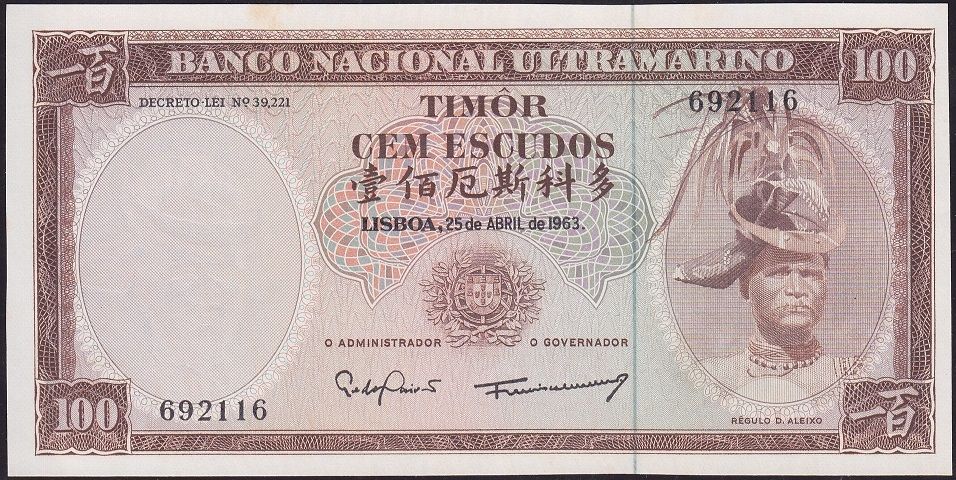 一百
BANCO NACIONAL ULTRAMARINO
100
DECRETO-LEI Nº 39,221
TIMÔR
692116
CEM ESCUDOS
壹佰厄斯科多
LISBOA, 25 de ABRIL de 1963.
O ADMINISTRADOR
O GOVERNADOR
100
692116
RÉGULO D. ALEIXO
一百